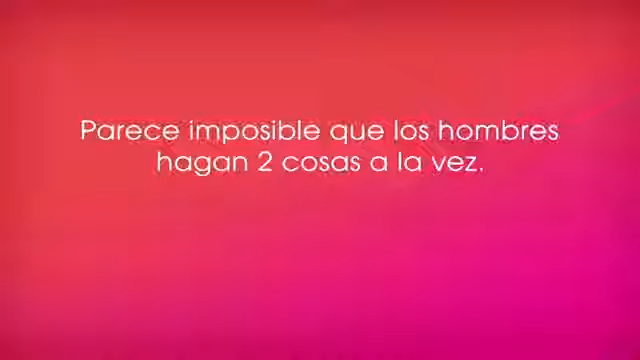 Parece imposible que los hombres
hagan 2 cosas a la vez.